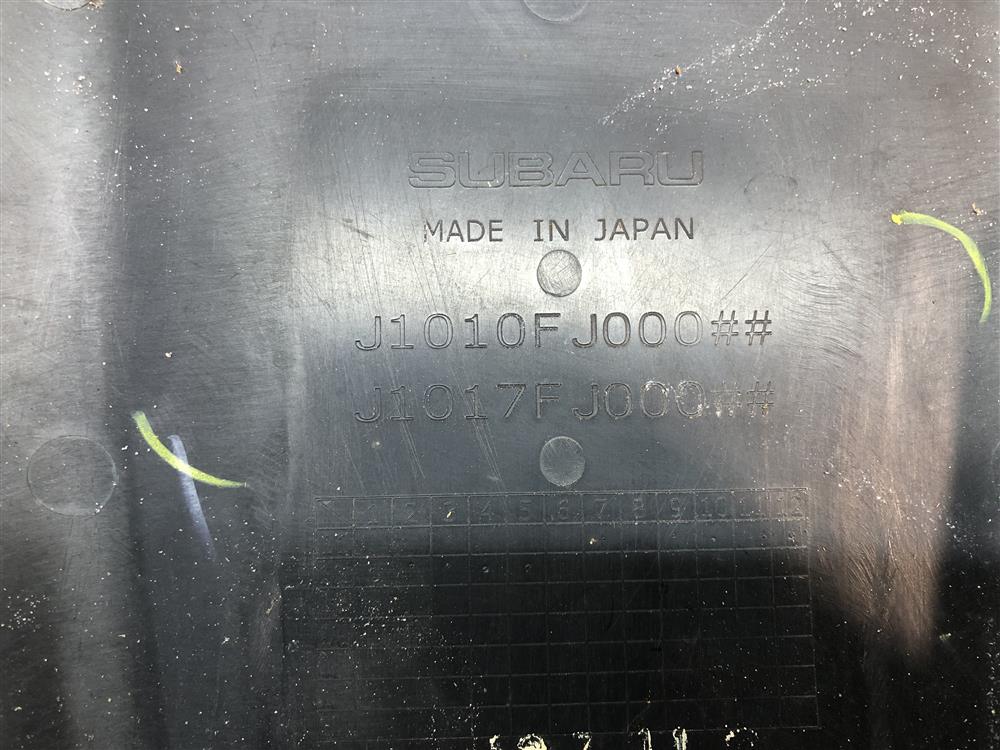 SUBARU
MADE IN JAPAN
J1010FJ000##
J1017FJ000##
1 2 3 4 5 6 7 8 9 10 11 12